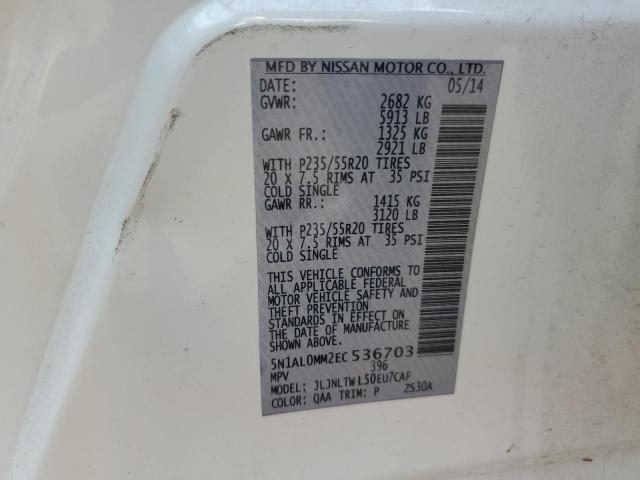 MFD BY NISSAN MOTOR CO., LTD.
DATE: 05/14
GVWR: 2682 KG
5913 LB
GAWR FR.: 1325 KG
2921 LB
WITH P235/55R20 TIRES
20 X 7.5 RIMS AT 35 PSI
COLD SINGLE
GAWR RR.: 1415 KG
3120 LB
WITH P235/55R20 TIRES
20 X 7.5 RIMS AT 35 PSI
COLD SINGLE
THIS VEHICLE CONFORMS TO
ALL APPLICABLE FEDERAL
MOTOR VEHICLE SAFETY AND
THEFT PREVENTION
STANDARDS IN EFFECT ON
THE DATE OF MANUFACTURE
SHOWN ABOVE.
5N1AL0MM2EC536703
MPV 396
MODEL: JLJNLTWL50EU7CAF
COLOR: QAA TRIM: P ZS30A